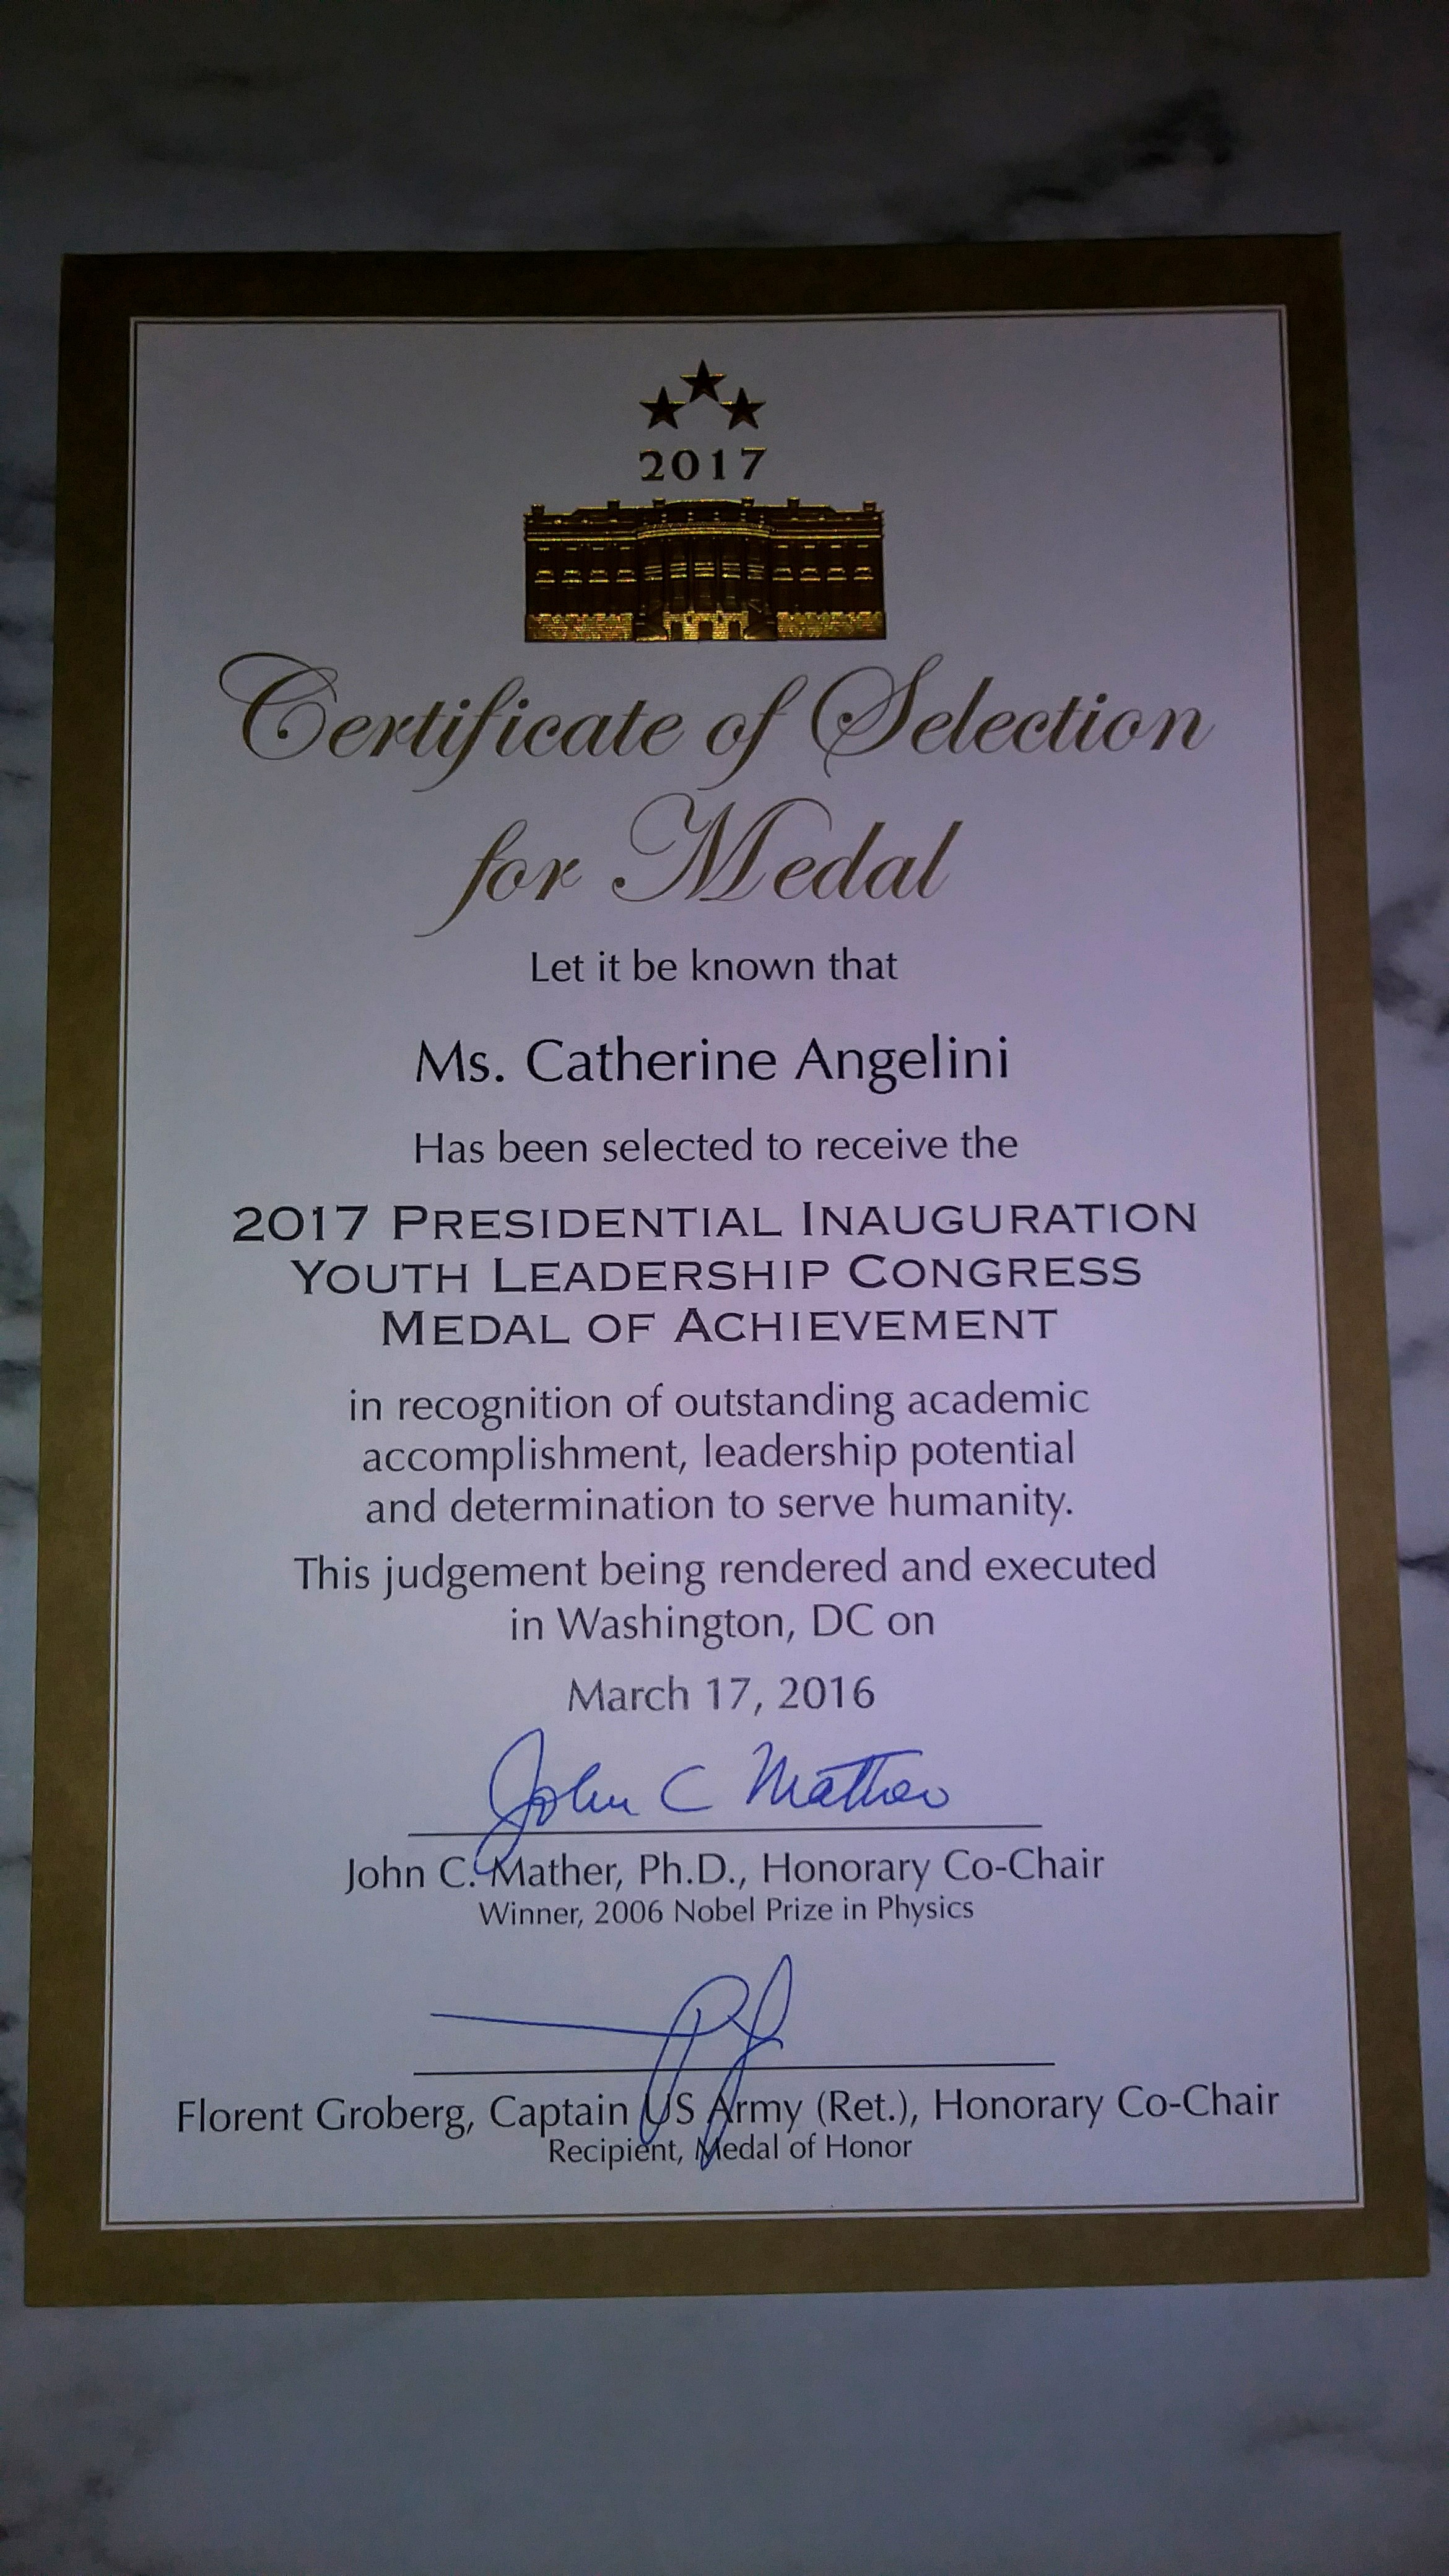 2017
Certificate of Selection
for Medal
Let it be known that
Ms. Catherine Angelini
Has been selected to receive the
2017 PRESIDENTIAL INAUGURATION
YOUTH LEADERSHIP CONGRESS
MEDAL OF ACHIEVEMENT
in recognition of outstanding academic
accomplishment, leadership potential
and determination to serve humanity.
This judgement being rendered and executed
in Washington, DC on
March 17, 2016
John C Mather
John C. Mather, Ph.D., Honorary Co-Chair
Winner, 2006 Nobel Prize in Physics
Florent Groberg, Captain US Army (Ret.), Honorary Co-Chair
Recipient, Medal of Honor